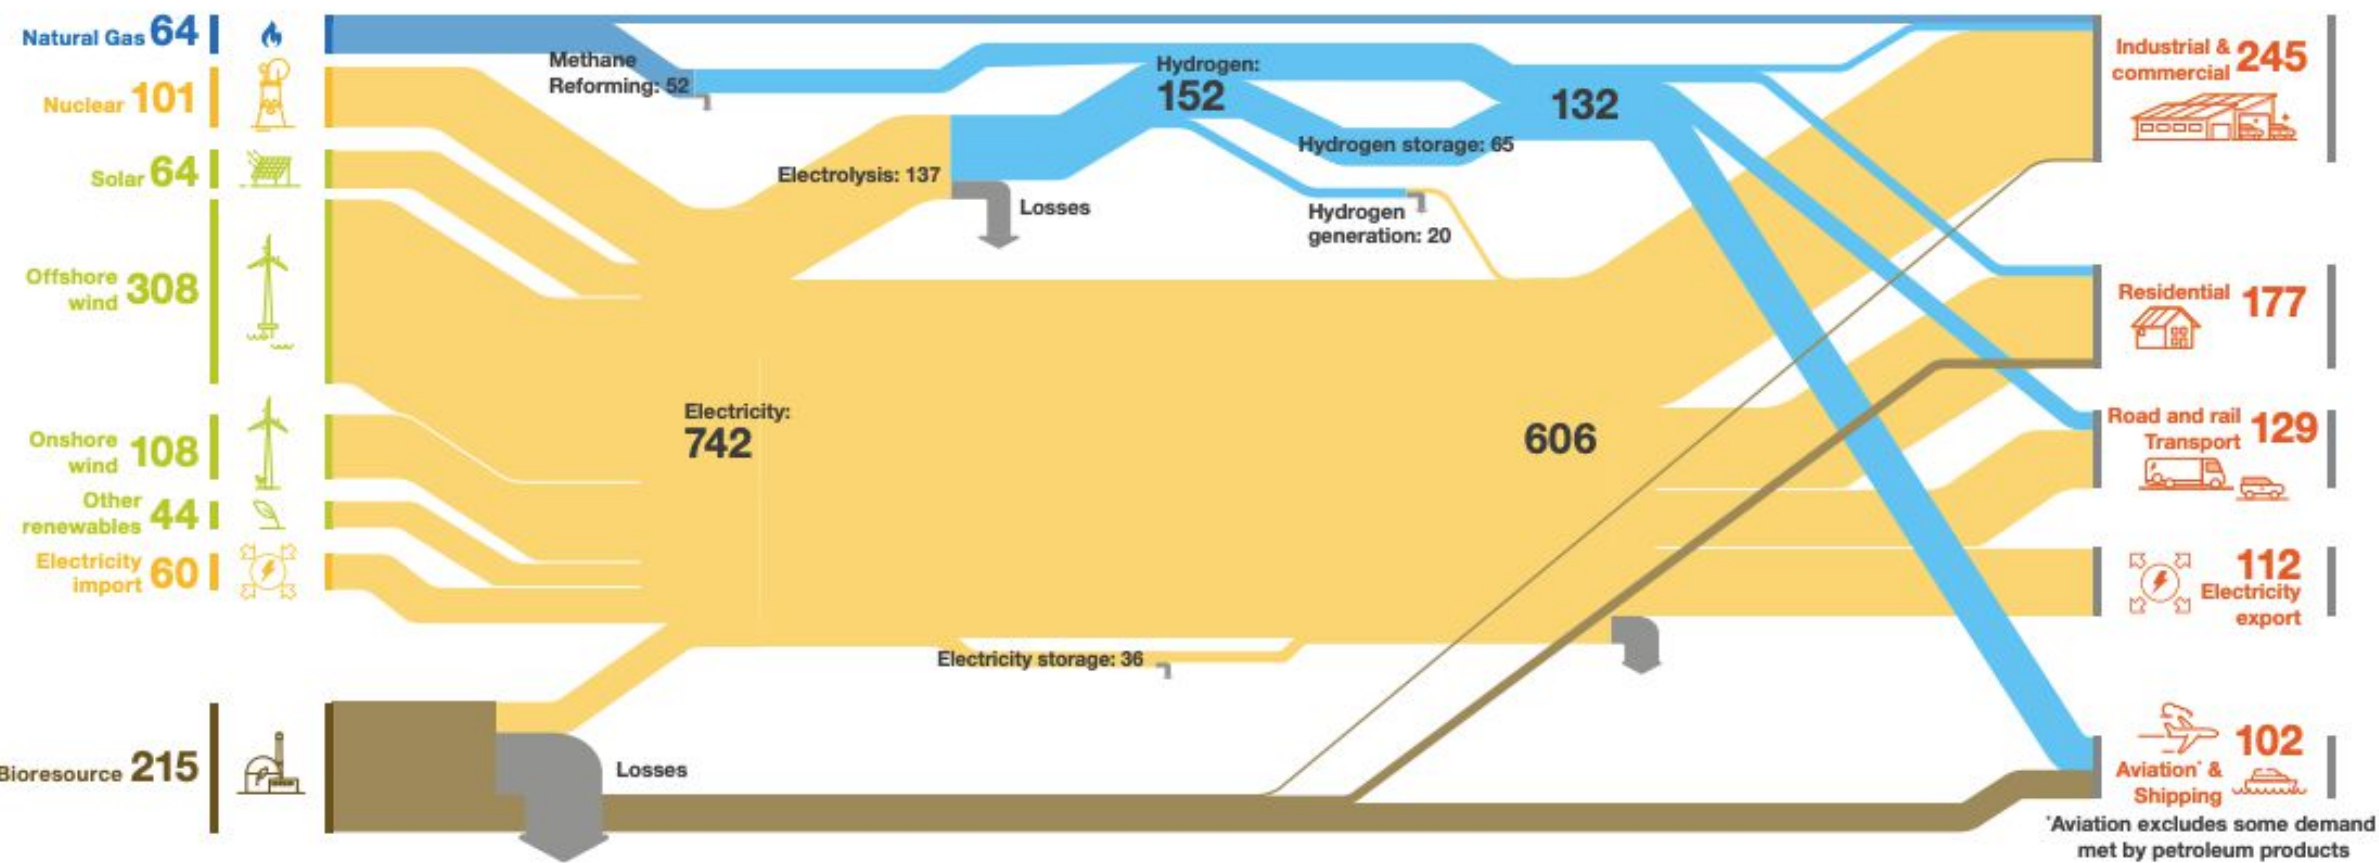 Natural Gas 64
Nuclear 101
Solar 64
Offshore
wind 308
Onshore
wind 108
Other
renewables 44
Electricity
import 60
Bioresource 215
Methane
Reforming: 52
Electrolysis: 137
Losses
Hydrogen:
152
Hydrogen storage: 65
132
Hydrogen
generation: 20
Electricity:
742
606
Electricity storage: 36
Losses
Industrial &
commercial 245
Residential 177
Road and rail
Transport 129
112
Electricity
export
102
Aviation* &
Shipping
*Aviation excludes some demand
met by petroleum products